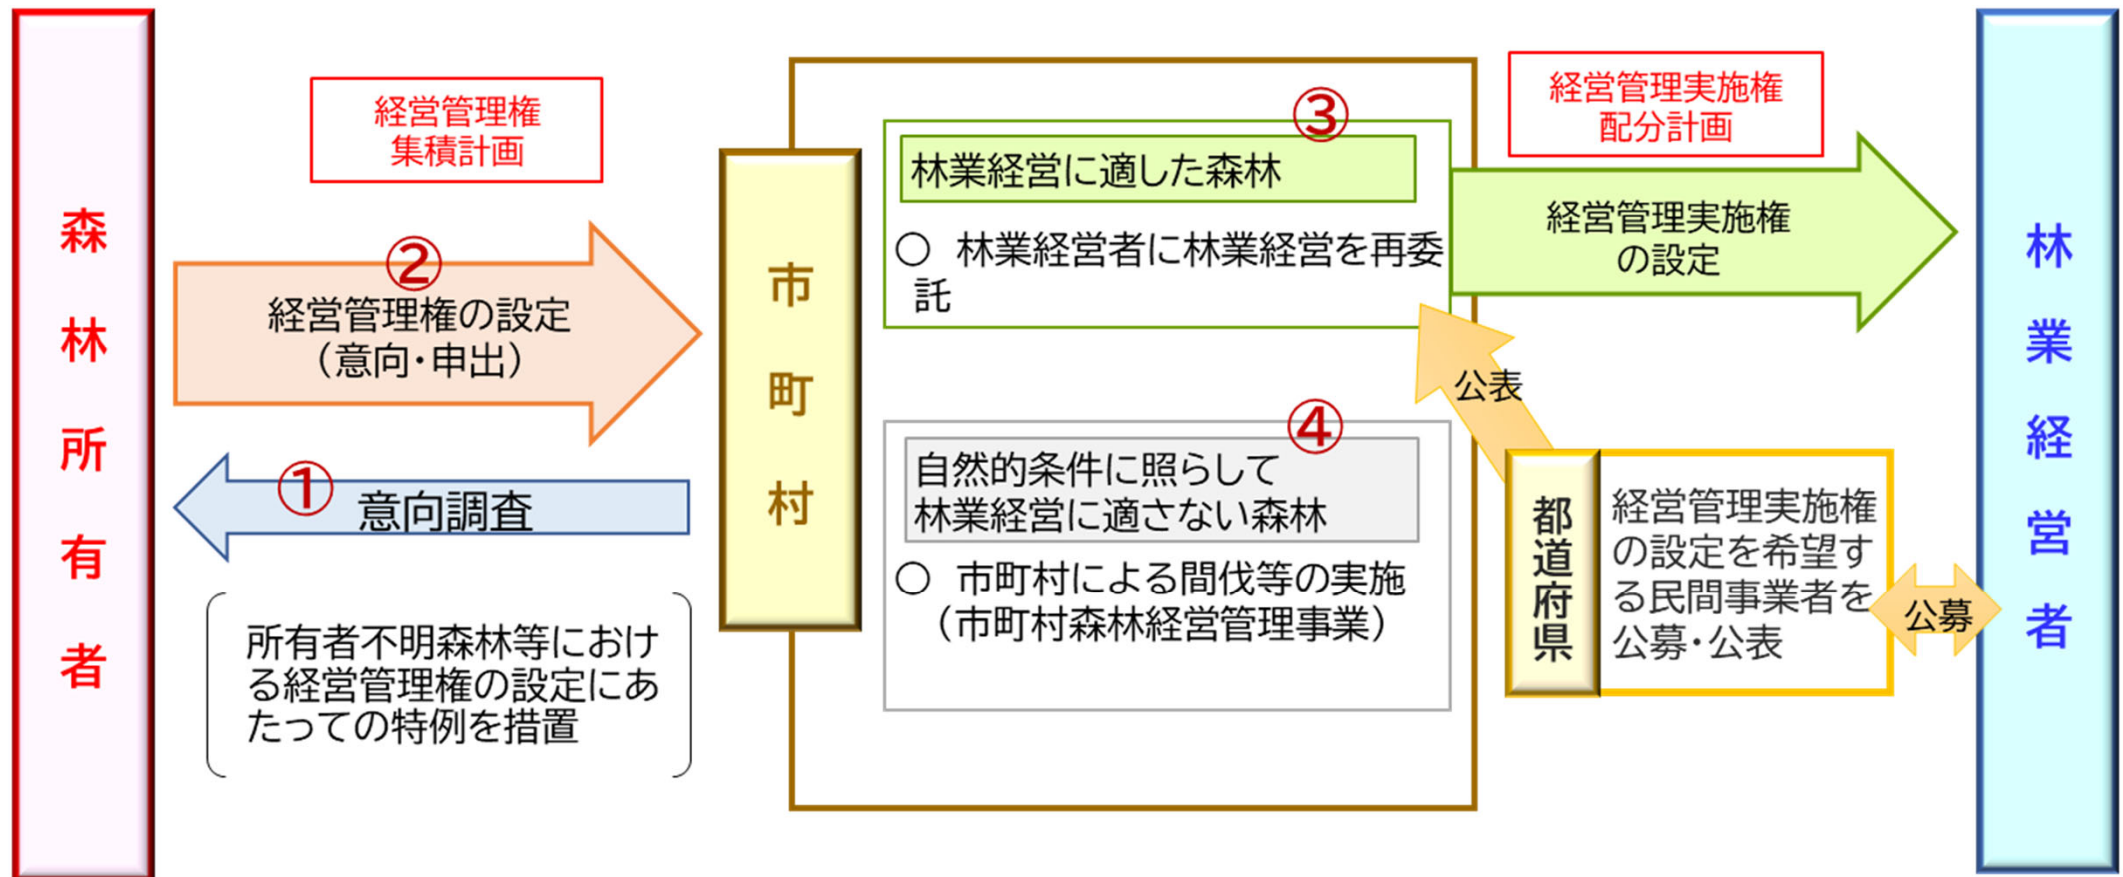 森林所有者
経営管理権
集積計画
②
経営管理権の設定
（意向・申出）
①
意向調査
所有者不明森林等におけ
る経営管理権の設定にあ
たっての特例を措置
市町村
③
林業経営に適した森林
○ 林業経営者に林業経営を再委
託
④
自然的条件に照らして
林業経営に適さない森林
○ 市町村による間伐等の実施
（市町村森林経営管理事業）
経営管理実施権
配分計画
経営管理実施権
の設定
公表
都道府県
経営管理実施権
の設定を希望す
る民間事業者を
公募・公表
公募
林業経営者